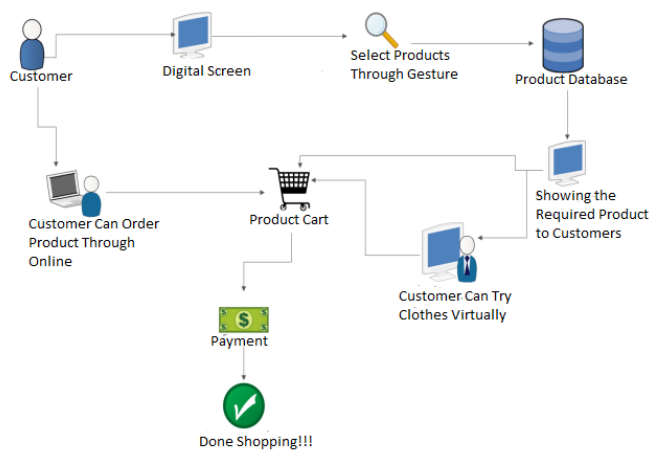 Customer
Digital Screen
Select Products
Through Gesture
Product Database
Customer Can Order
Product Through
Online
Product Cart
Showing the
Required Product
to Customers
Customer Can Try
Clothes Virtually
$
Payment
Done Shopping!!!